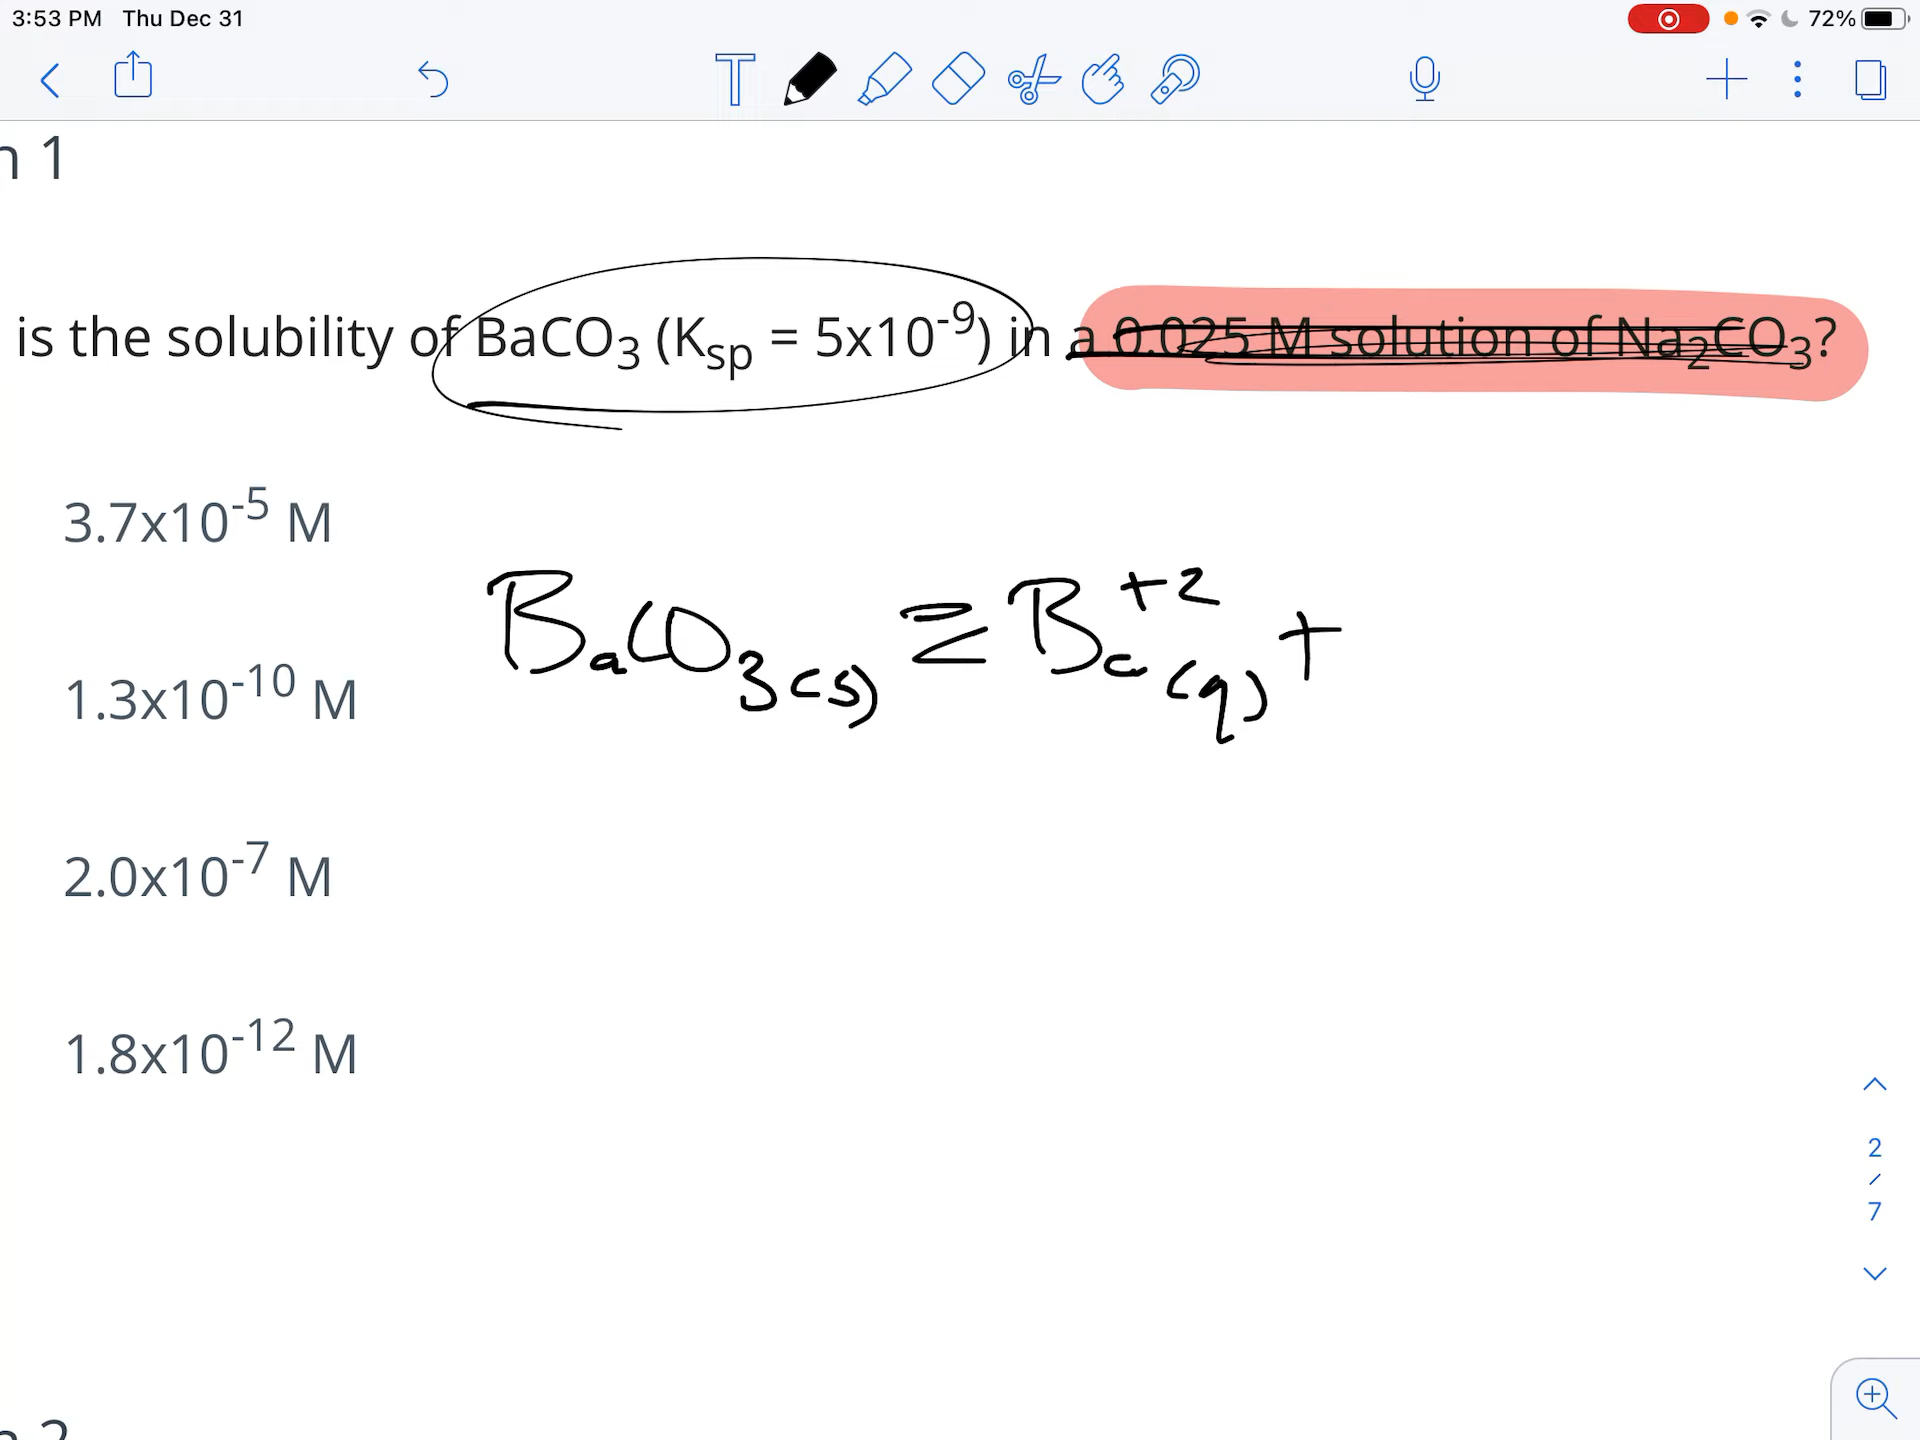 3:53 PM Thu Dec 31 72%
T
n 1
is the solubility of BaCO₃ (Kₛₚ = 5x10⁻⁹) in a 0.025 M solution of Na₂CO₃?
3.7x10⁻⁵ M
BaCO₃(s) ⇌ Ba⁺²(q) +
1.3x10⁻¹⁰ M
2.0x10⁻⁷ M
1.8x10⁻¹² M
2
/
7
n 2